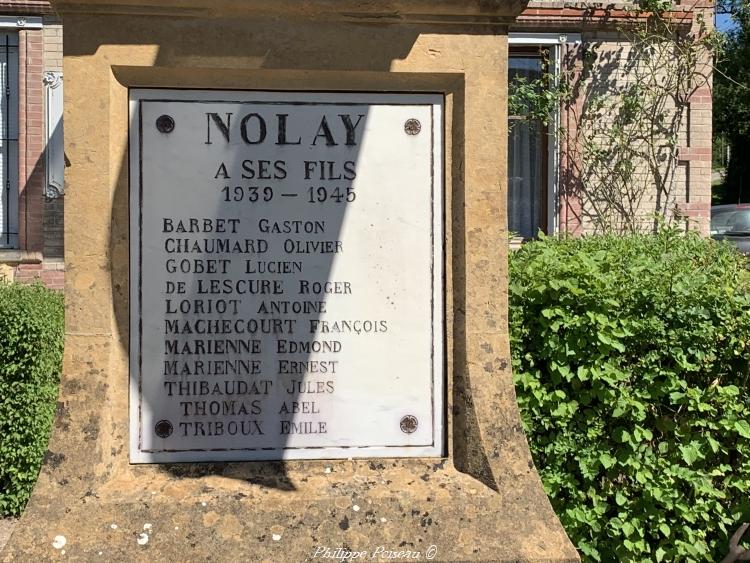 NOLAY
A SES FILS
1939 – 1945
BARBET GASTON
CHAUMARD OLIVIER
GOBET LUCIEN
DE LESCURE ROGER
LORIOT ANTOINE
MACHECOURT FRANÇOIS
MARIENNE EDMOND
MARIENNE ERNEST
THIBAUDAT JULES
THOMAS ABEL
TRIBOUX EMILE
Philippe Poiseau ©